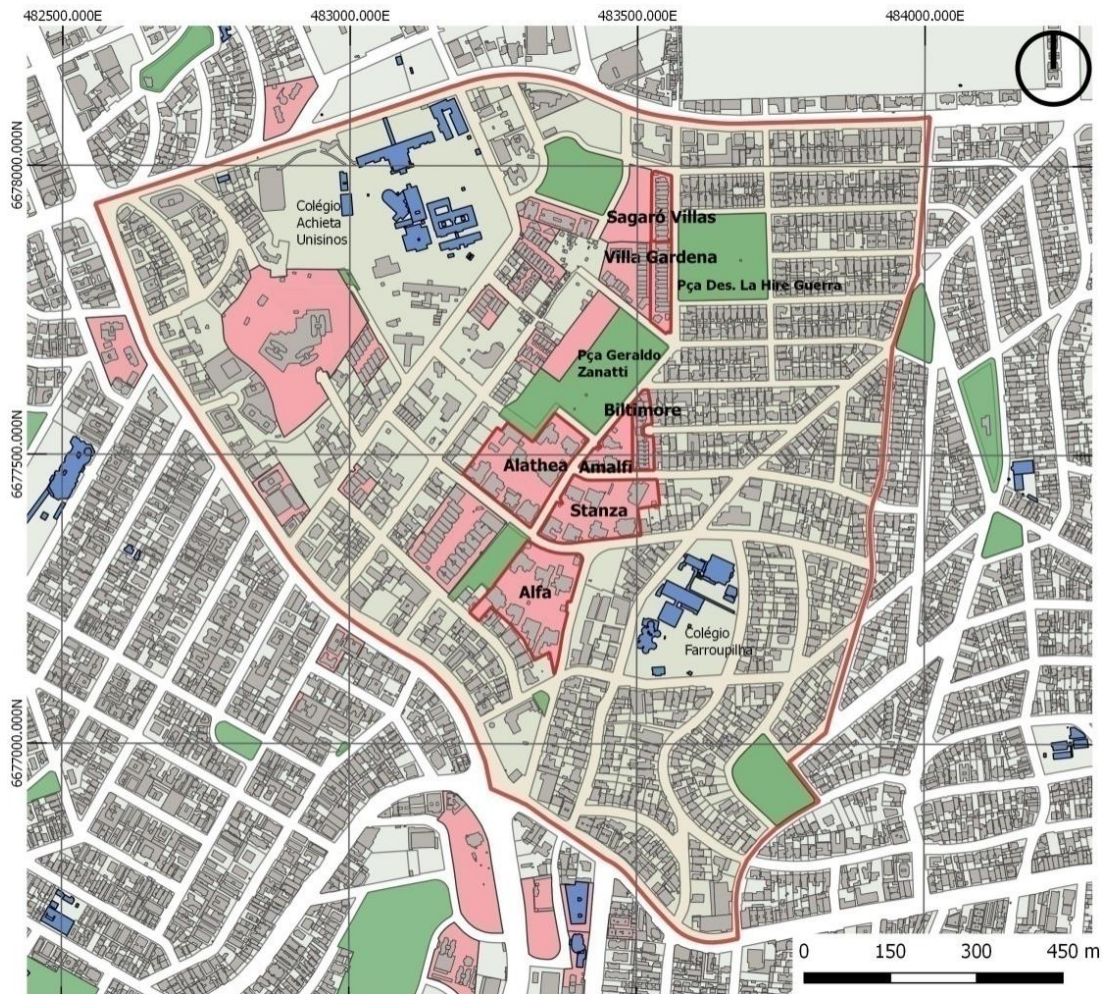 482500.000E
483000.000E
483500.000E
484000.000E
6678000.000N
Colégio
Achieta
Unisinos
Sagaró Villas
Villa Gardena
Pça Des. La Hire Guerra
Pça Geraldo
Zanatti
Biltimore
6677500.000N
Alathea
Amalfi
Stanza
Alfa
Colégio
Farroupilha
6677000.000N
0
150
300
450 m